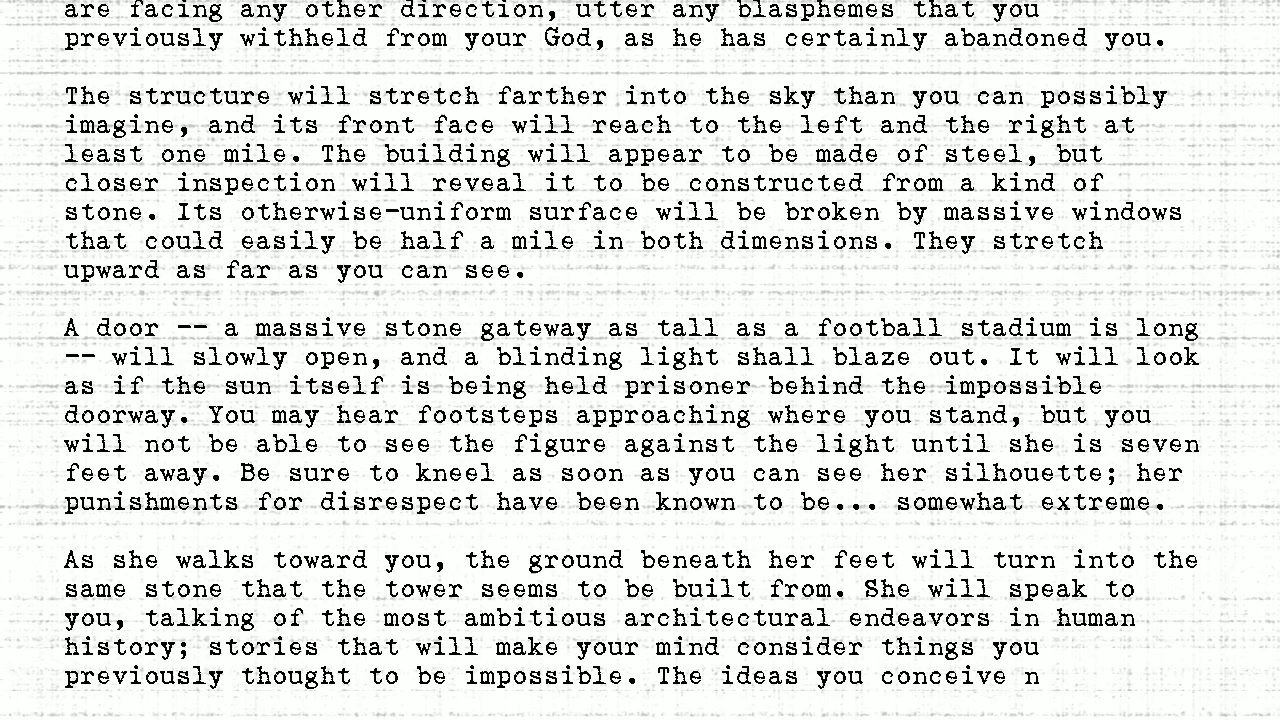 are facing any other direction, utter any blasphemes that you
previously withheld from your God, as he has certainly abandoned you.
The structure will stretch farther into the sky than you can possibly
imagine, and its front face will reach to the left and the right at
least one mile. The building will appear to be made of steel, but
closer inspection will reveal it to be constructed from a kind of
stone. Its otherwise-uniform surface will be broken by massive windows
that could easily be half a mile in both dimensions. They stretch
upward as far as you can see.
A door -- a massive stone gateway as tall as a football stadium is long
-- will slowly open, and a blinding light shall blaze out. It will look
as if the sun itself is being held prisoner behind the impossible
doorway. You may hear footsteps approaching where you stand, but you
will not be able to see the figure against the light until she is seven
feet away. Be sure to kneel as soon as you can see her silhouette; her
punishments for disrespect have been known to be... somewhat extreme.
As she walks toward you, the ground beneath her feet will turn into the
same stone that the tower seems to be built from. She will speak to
you, talking of the most ambitious architectural endeavors in human
history; stories that will make your mind consider things you
previously thought to be impossible. The ideas you conceive n